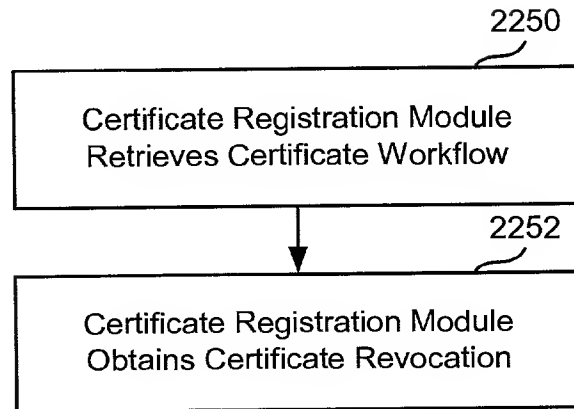 2250
Certificate Registration Module
Retrieves Certificate Workflow
2252
Certificate Registration Module
Obtains Certificate Revocation